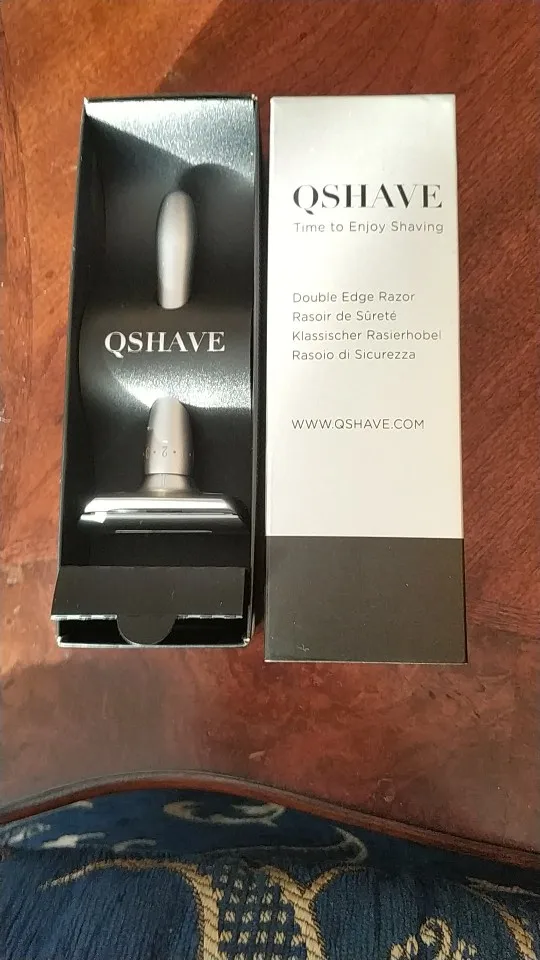 QSHAVE
2
QSHAVE
Time to Enjoy Shaving
Double Edge Razor
Rasoir de Sûreté
Klassischer Rasierhobel
Rasoio di Sicurezza
WWW.QSHAVE.COM